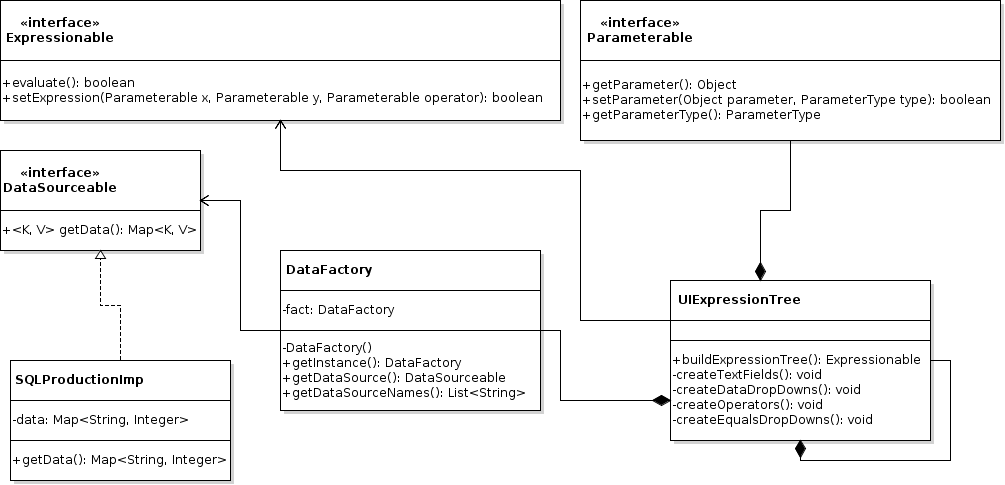 «interface»
Expressionable
+evaluate(): boolean
+setExpression(Parameterable x, Parameterable y, Parameterable operator): boolean
«interface»
Parameterable
+getParameter(): Object
+setParameter(Object parameter, ParameterType type): boolean
+getParameterType(): ParameterType
«interface»
DataSourceable
+<K, V> getData(): Map<K, V>
DataFactory
-fact: DataFactory
-DataFactory()
+getInstance(): DataFactory
+getDataSource(): DataSourceable
+getDataSourceNames(): List<String>
UIExpressionTree
+buildExpressionTree(): Expressionable
-createTextFields(): void
-createDataDropDowns(): void
-createOperators(): void
-createEqualsDropDowns(): void
SQLProductionImp
-data: Map<String, Integer>
+getData(): Map<String, Integer>